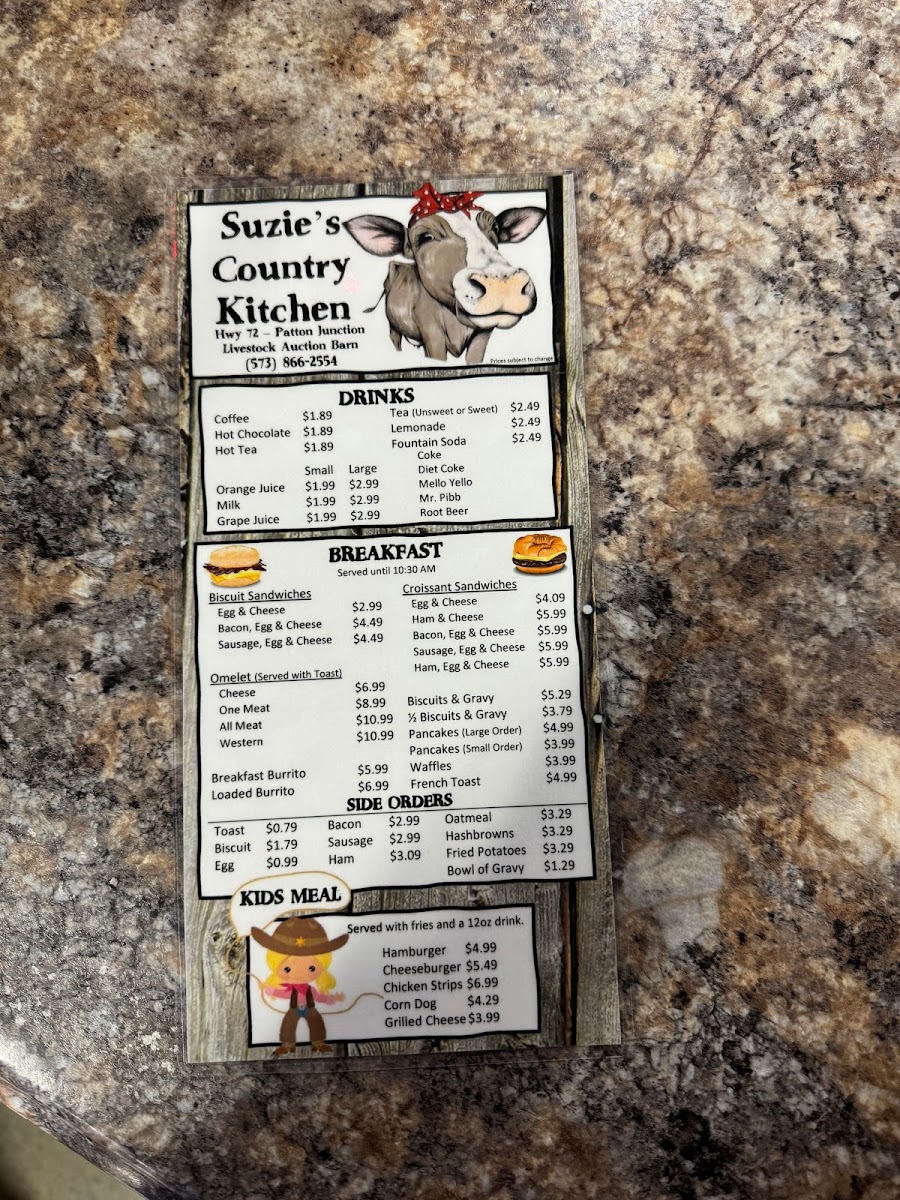 Suzie's
Country
Kitchen
Hwy 72 – Patton Junction
Livestock Auction Barn
(573) 866-2554
Prices subject to change
DRINKS
Coffee $1.89
Hot Chocolate $1.89
Hot Tea $1.89
Small Large
Orange Juice $1.99 $2.99
Milk $1.99 $2.99
Grape Juice $1.99 $2.99
Tea (Unsweet or Sweet) $2.49
Lemonade $2.49
Fountain Soda $2.49
Coke
Diet Coke
Mello Yello
Mr. Pibb
Root Beer
BREAKFAST
Served until 10:30 AM
Biscuit Sandwiches
Egg & Cheese $2.99
Bacon, Egg & Cheese $4.49
Sausage, Egg & Cheese $4.49
Omelet (Served with Toast)
Cheese $6.99
One Meat $8.99
All Meat $10.99
Western $10.99
Breakfast Burrito $5.99
Loaded Burrito $6.99
Croissant Sandwiches
Egg & Cheese $4.09
Ham & Cheese $5.99
Bacon, Egg & Cheese $5.99
Sausage, Egg & Cheese $5.99
Ham, Egg & Cheese $5.99
Biscuits & Gravy $5.29
½ Biscuits & Gravy $3.79
Pancakes (Large Order) $4.99
Pancakes (Small Order) $3.99
Waffles $3.99
French Toast $4.99
SIDE ORDERS
Toast $0.79
Biscuit $1.79
Egg $0.99
Bacon $2.99
Sausage $2.99
Ham $3.09
Oatmeal $3.29
Hashbrowns $3.29
Fried Potatoes $3.29
Bowl of Gravy $1.29
KIDS MEAL
Served with fries and a 12oz drink.
Hamburger $4.99
Cheeseburger $5.49
Chicken Strips $6.99
Corn Dog $4.29
Grilled Cheese $3.99